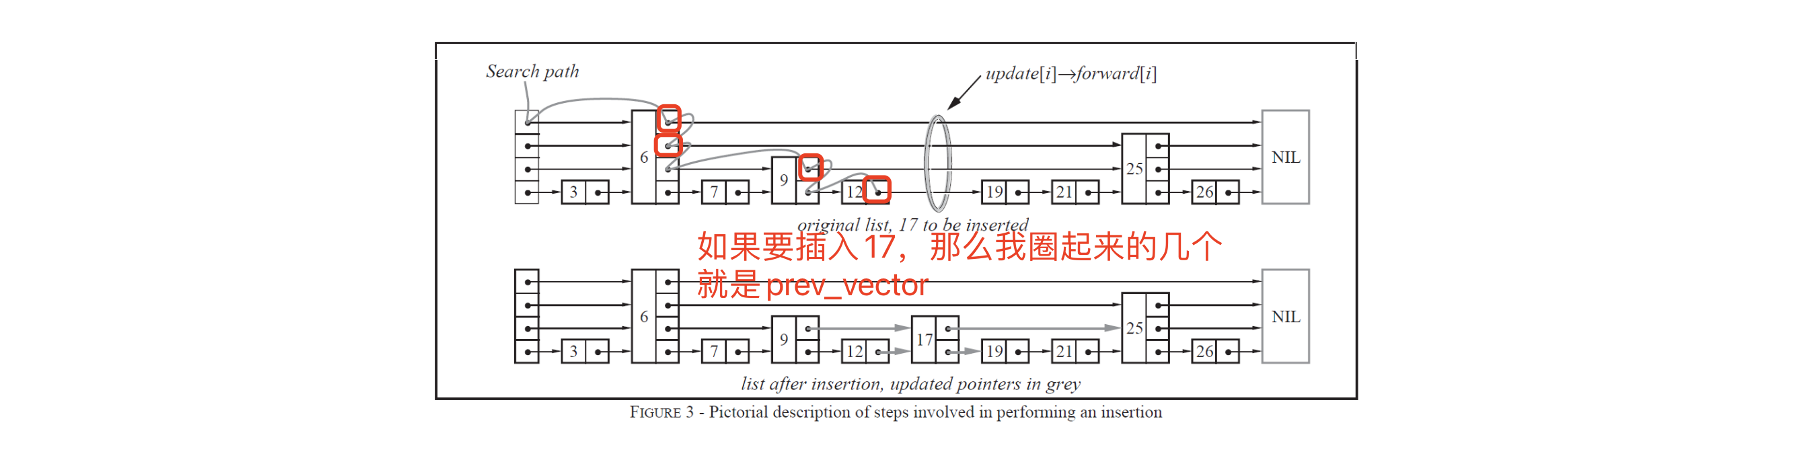 Search path
update[i]→forward[i]
6
NIL
25
9
3
7
12
19
21
26
original list, 17 to be inserted
如果要插入17，那么我圈起来的几个
就是prev_vector
6
NIL
25
9
17
3
7
12
19
21
26
list after insertion, updated pointers in grey
FIGURE 3 - Pictorial description of steps involved in performing an insertion